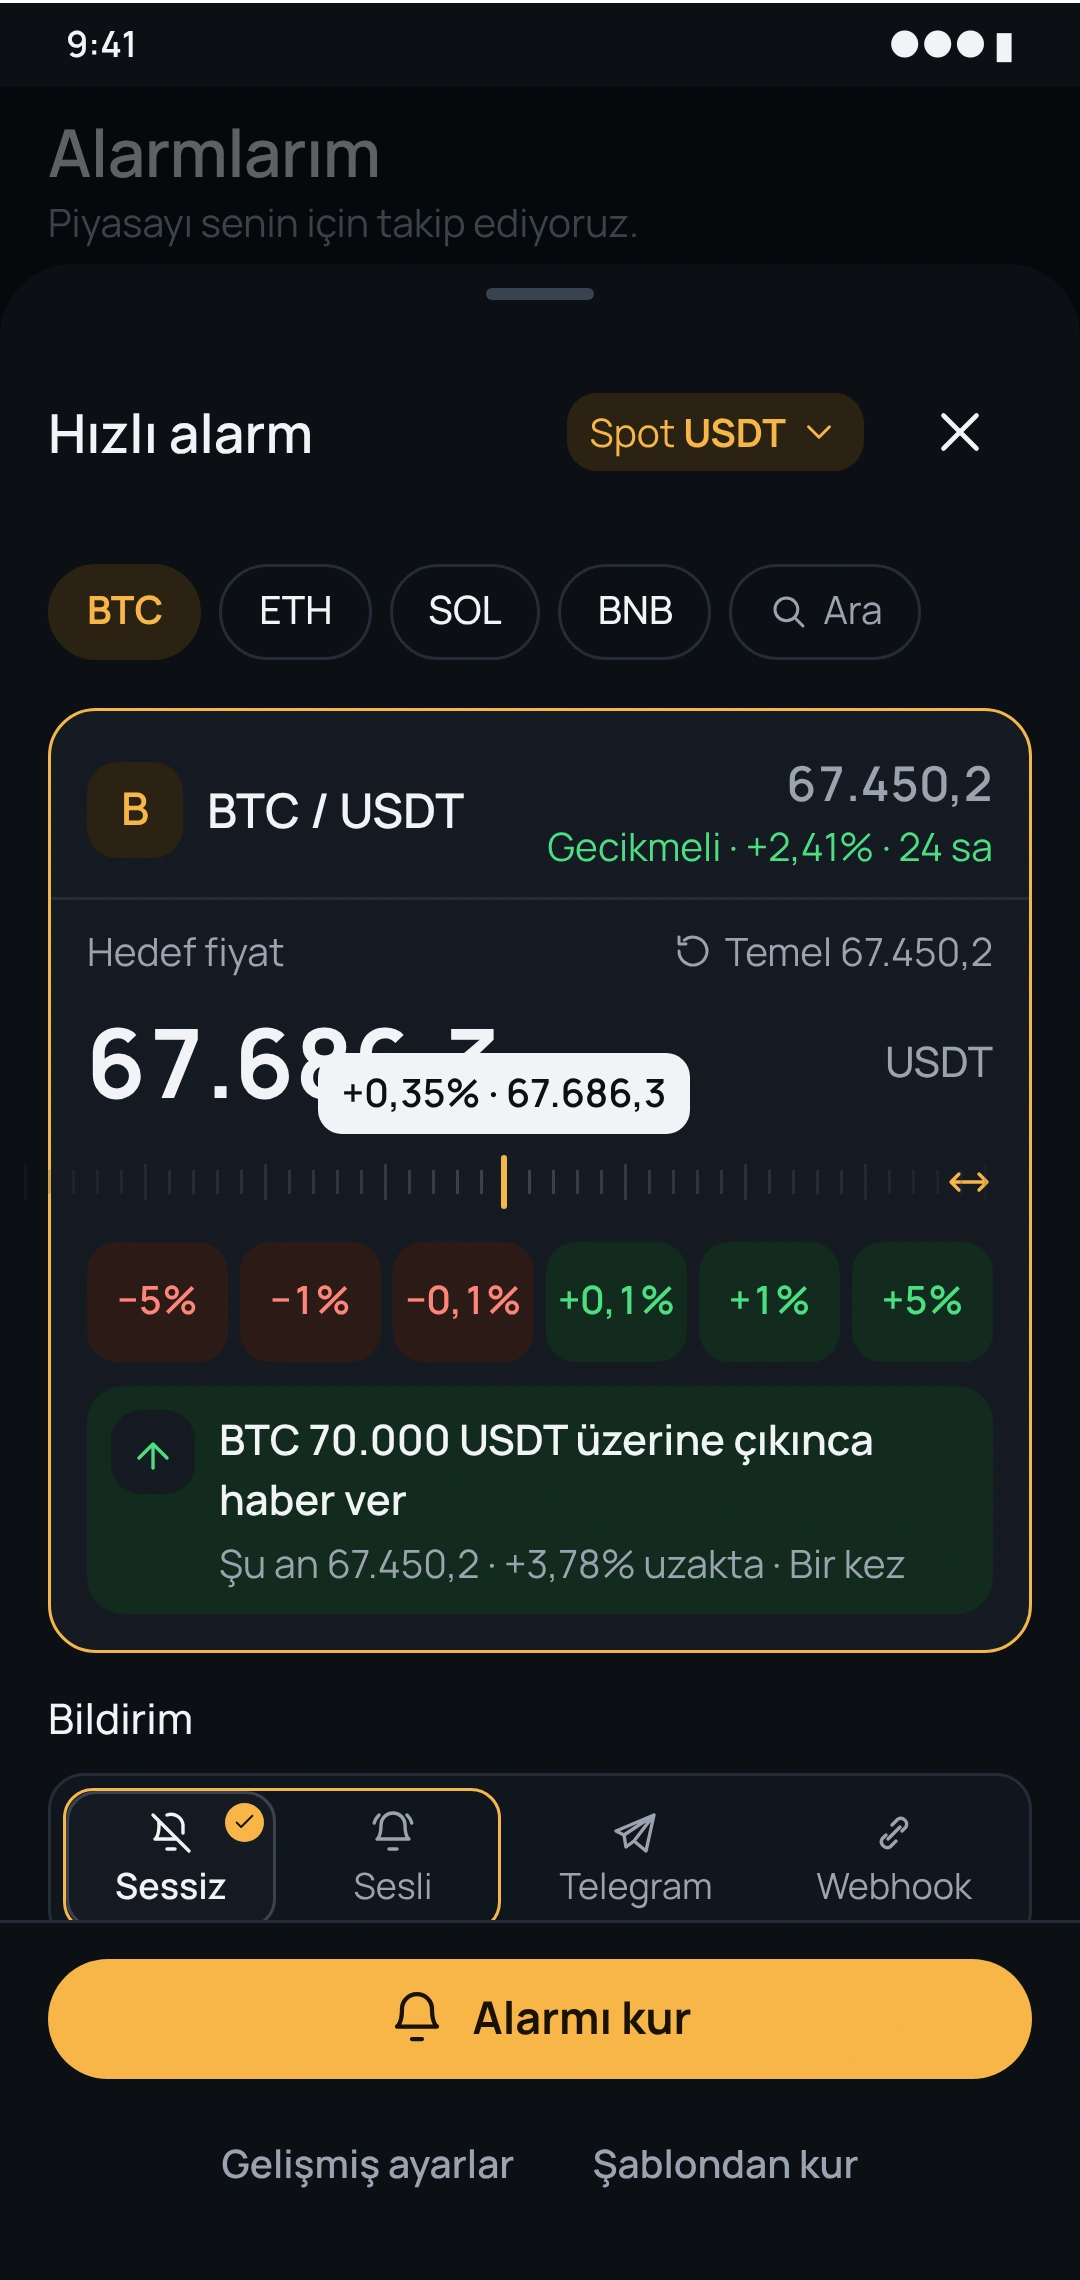 9:41
Alarmlarım
Piyasayı senin için takip ediyoruz.
Hızlı alarm
Spot USDT
BTC
ETH
SOL
BNB
Ara
B
BTC / USDT
67.450,2
Gecikmeli · +2,41% · 24 sa
Hedef fiyat
Temel 67.450,2
67.686,3
USDT
+0,35% · 67.686,3
−5%
−1%
−0,1%
+0,1%
+1%
+5%
BTC 70.000 USDT üzerine çıkınca
haber ver
Şu an 67.450,2 · +3,78% uzakta · Bir kez
Bildirim
Sessiz
Sesli
Telegram
Webhook
Alarmı kur
Gelişmiş ayarlar
Şablondan kur